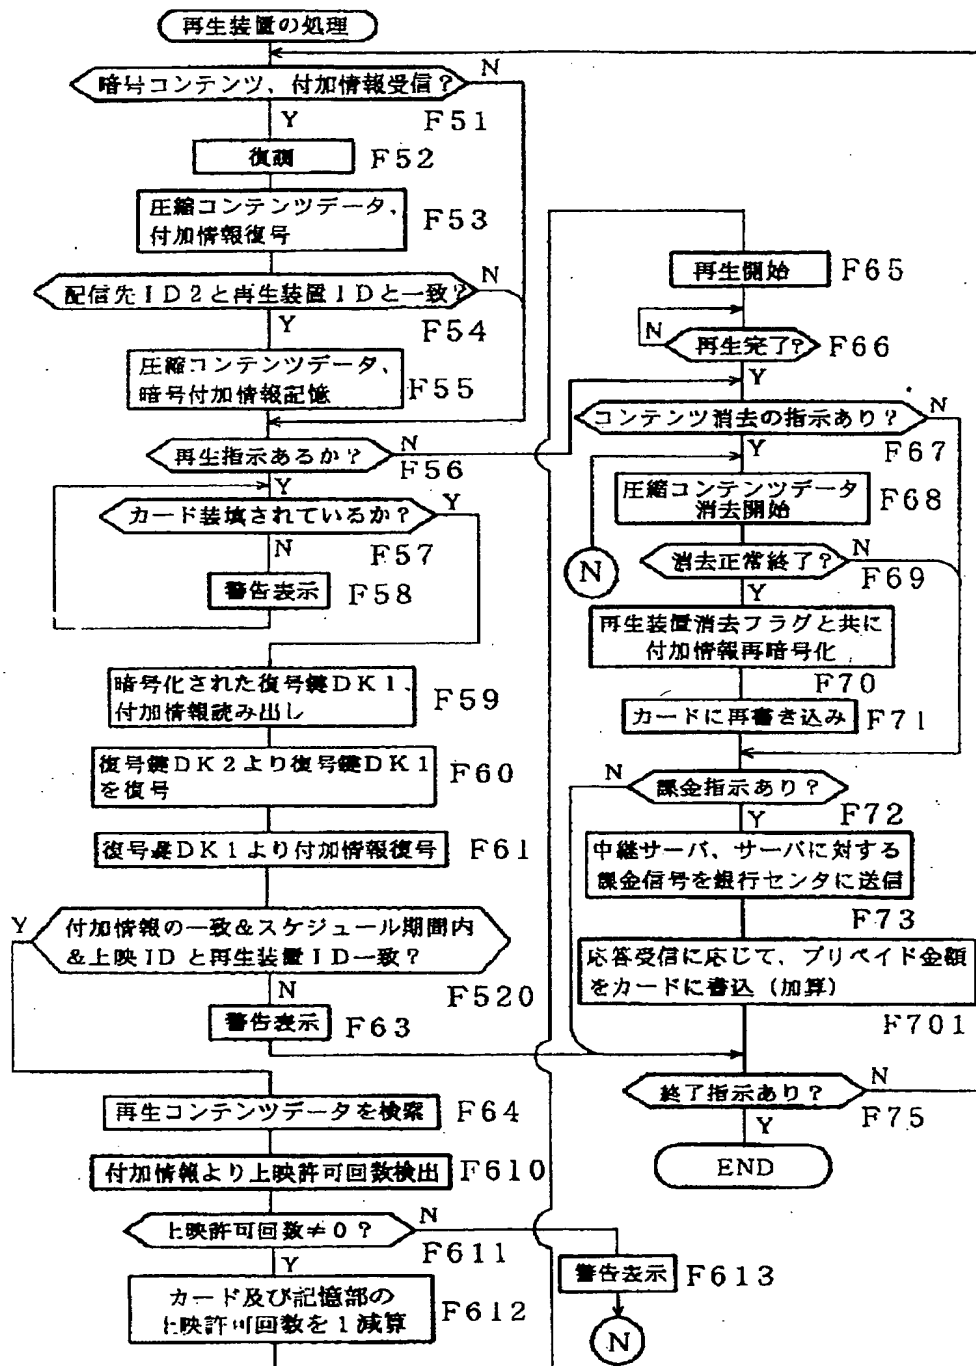 再生装置の処理
暗号コンテンツ、付加情報受信?
N
Y
F51
復調
F52
圧縮コンテンツデータ、
付加情報復号
F53
配信先ID2と再生装置IDと一致?
N
Y
F54
圧縮コンテンツデータ、
暗号付加情報記憶
F55
再生指示あるか?
N
F56
Y
カード装填されているか?
Y
F57
N
警告表示
F58
暗号化された復号鍵DK1、
付加情報読み出し
F59
復号鍵DK2より復号鍵DK1
を復号
F60
復号鍵DK1より付加情報復号
F61
Y
付加情報の一致&スケジュール期間内
&上映IDと再生装置ID一致?
N
F520
警告表示
F63
再生コンテンツデータを検索
F64
付加情報より上映許可回数検出
F610
上映許可回数≠0?
N
F611
Y
カード及び記憶部の
上映許可回数を1減算
F612
警告表示
F613
N
再生開始
F65
N
再生完了?
F66
Y
コンテンツ消去の指示あり?
N
F67
Y
圧縮コンテンツデータ
消去開始
F68
N
消去正常終了?
N
F69
Y
再生装置消去フラグと共に
付加情報再暗号化
F70
カードに再書き込み
F71
N
課金指示あり?
F72
Y
中継サーバ、サーバに対する
課金信号を銀行センタに送信
F73
応答受信に応じて、プリペイド金額
をカードに書込(加算)
F701
終了指示あり?
N
F75
Y
END